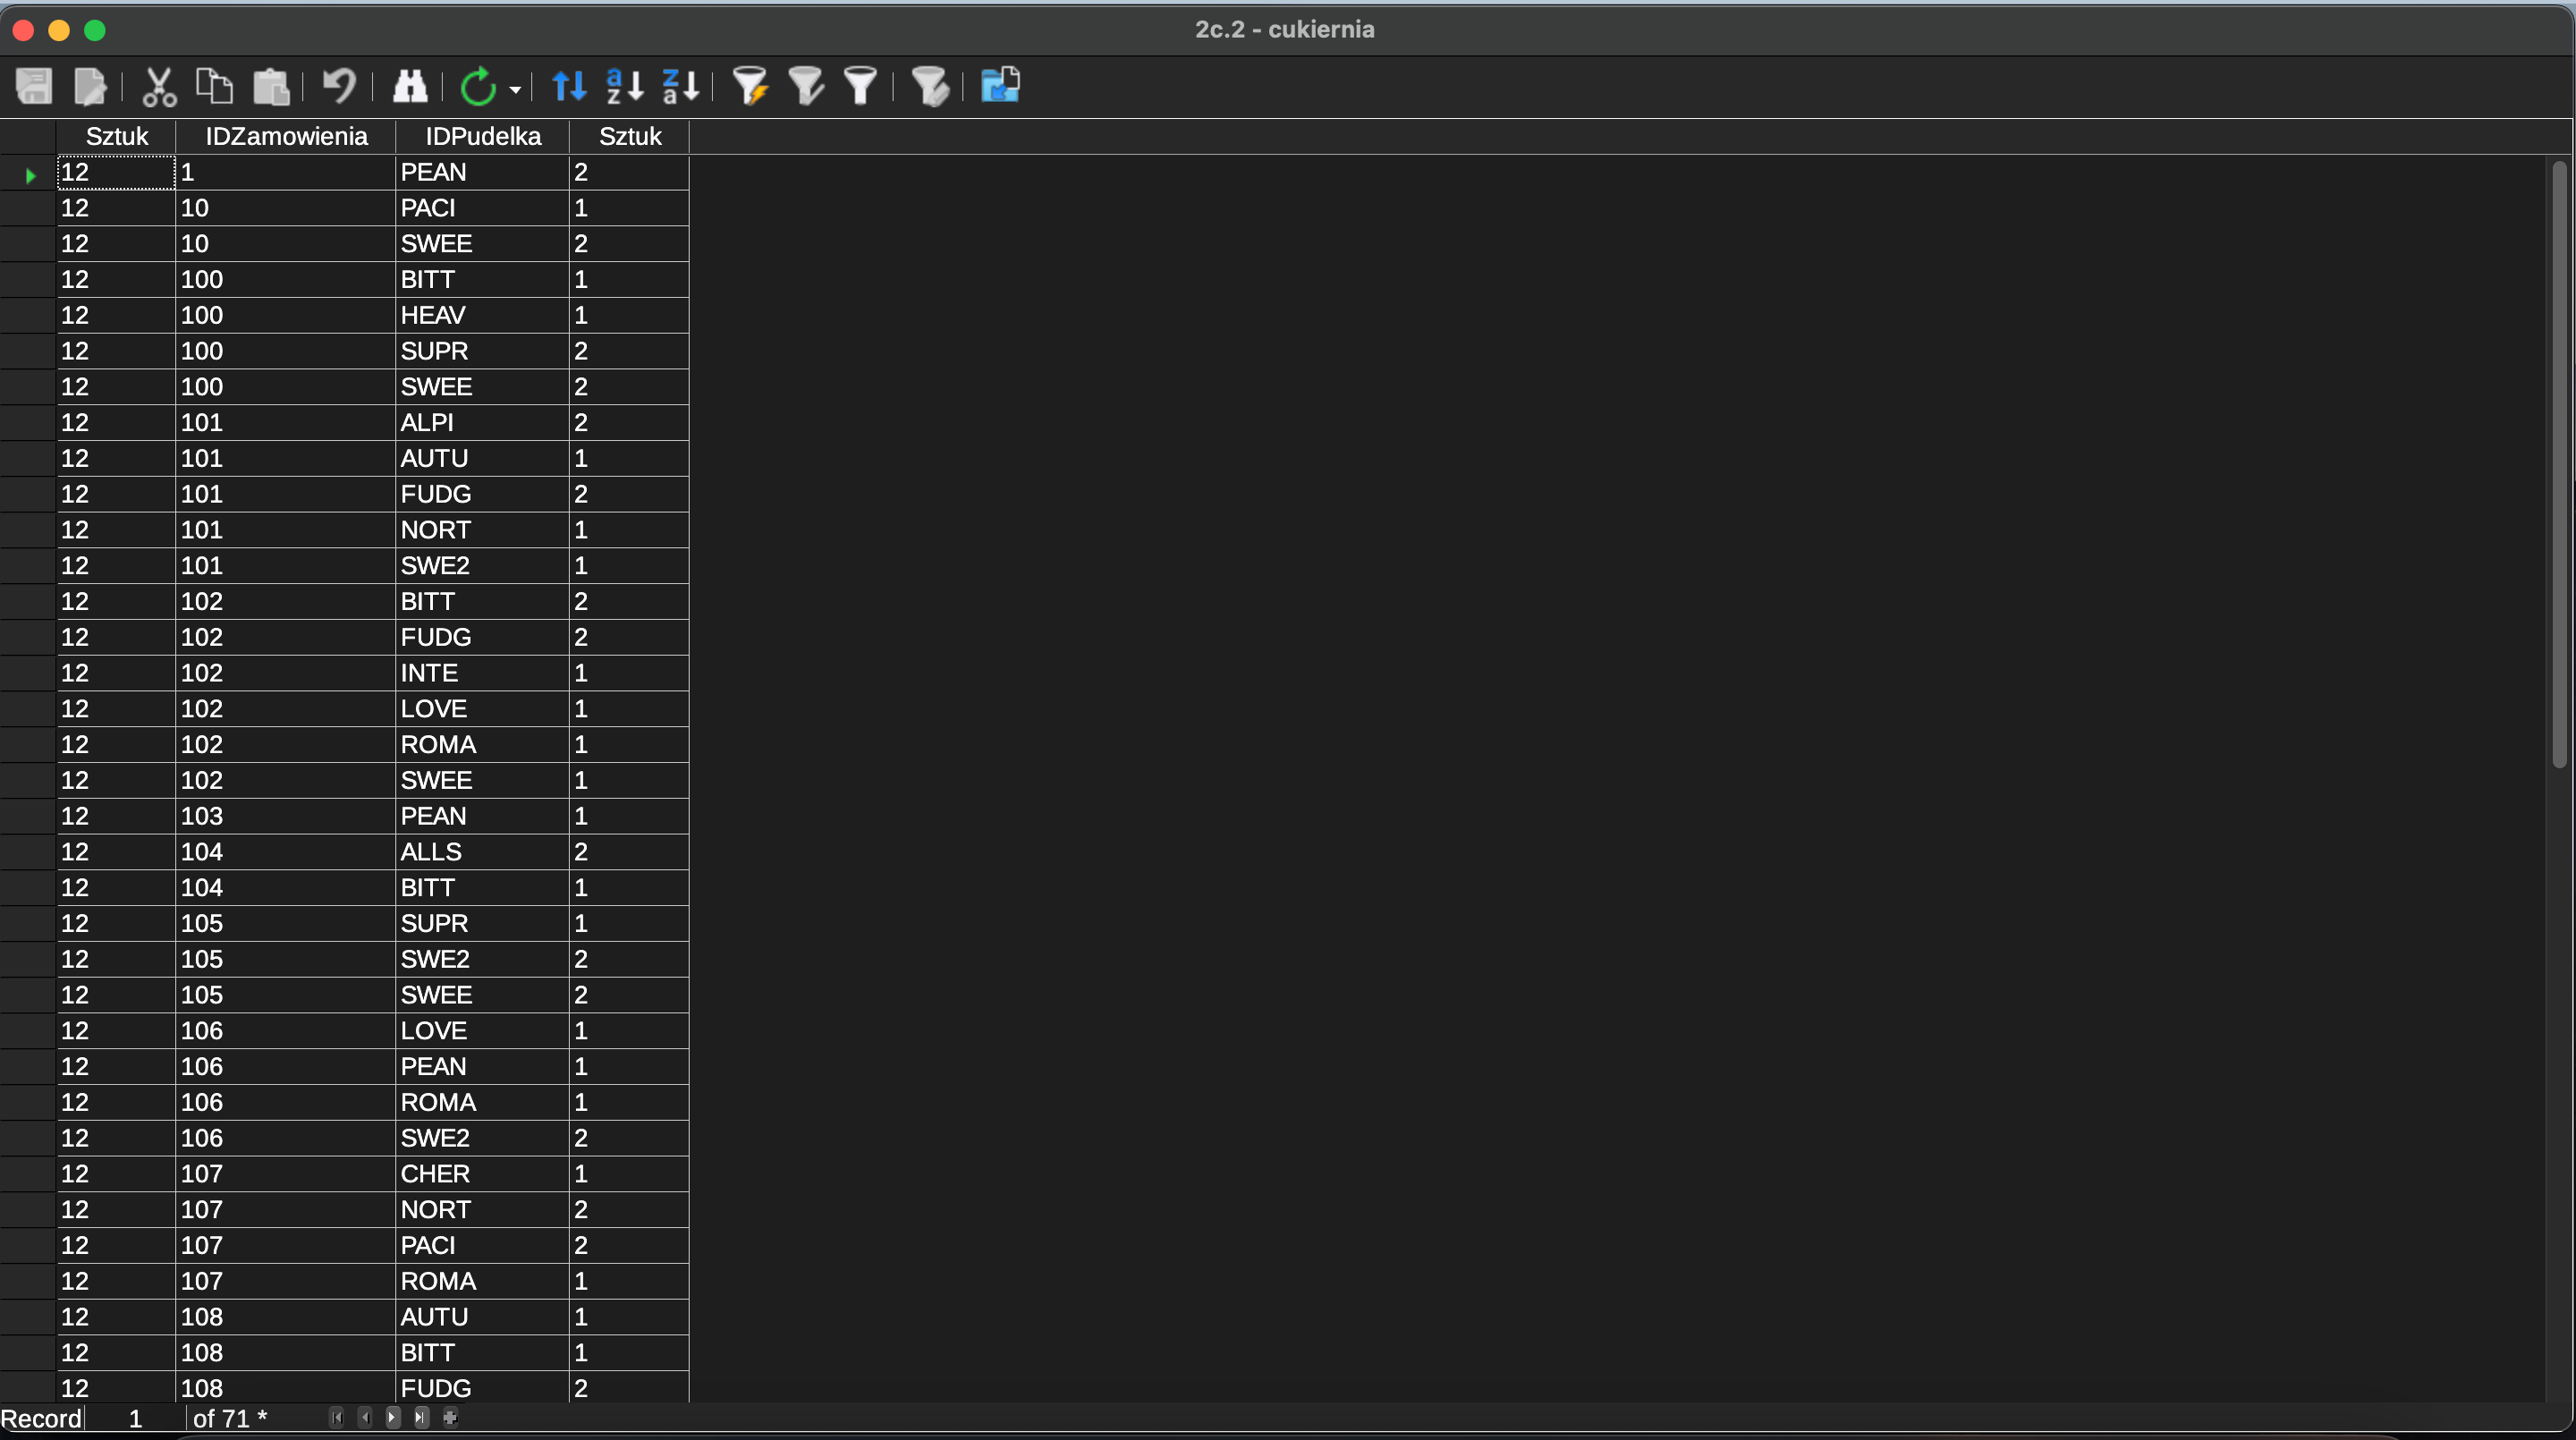 2c.2 - cukiernia
Sztuk IDZamowienia IDPudelka Sztuk
12 1 PEAN 2
12 10 PACI 1
12 10 SWEE 2
12 100 BITT 1
12 100 HEAV 1
12 100 SUPR 2
12 100 SWEE 2
12 101 ALPI 2
12 101 AUTU 1
12 101 FUDG 2
12 101 NORT 1
12 101 SWE2 1
12 102 BITT 2
12 102 FUDG 2
12 102 INTE 1
12 102 LOVE 1
12 102 ROMA 1
12 102 SWEE 1
12 103 PEAN 1
12 104 ALLS 2
12 104 BITT 1
12 105 SUPR 1
12 105 SWE2 2
12 105 SWEE 2
12 106 LOVE 1
12 106 PEAN 1
12 106 ROMA 1
12 106 SWE2 2
12 107 CHER 1
12 107 NORT 2
12 107 PACI 2
12 107 ROMA 1
12 108 AUTU 1
12 108 BITT 1
12 108 FUDG 2
Record 1 of 71 *